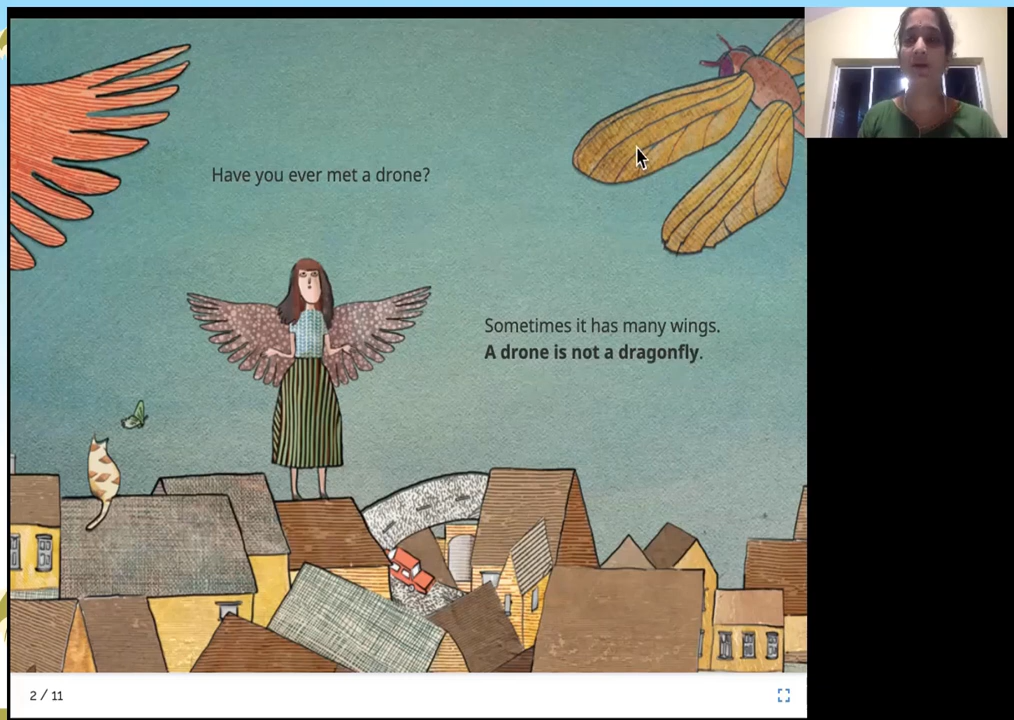 Have you ever met a drone?
Sometimes it has many wings.
A drone is not a dragonfly.
2 / 11